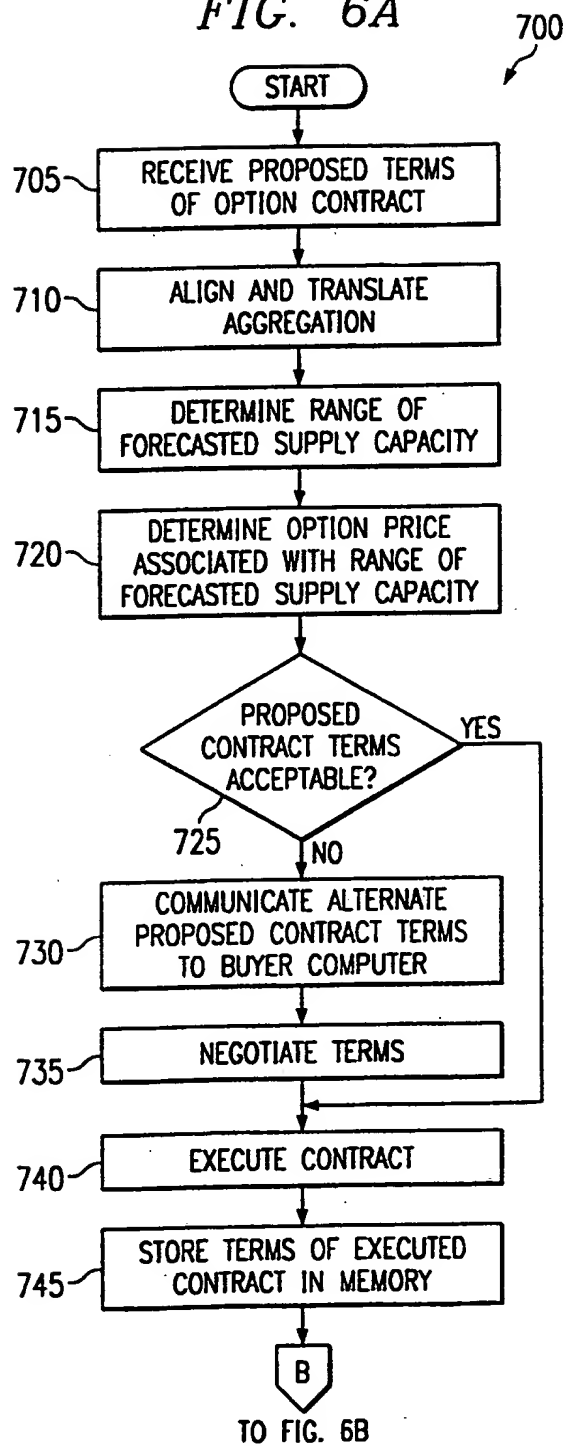 FIG. 6A
700
START
705
RECEIVE PROPOSED TERMS
OF OPTION CONTRACT
710
ALIGN AND TRANSLATE
AGGREGATION
715
DETERMINE RANGE OF
FORECASTED SUPPLY CAPACITY
720
DETERMINE OPTION PRICE
ASSOCIATED WITH RANGE OF
FORECASTED SUPPLY CAPACITY
PROPOSED
CONTRACT TERMS
ACCEPTABLE?
YES
725
NO
730
COMMUNICATE ALTERNATE
PROPOSED CONTRACT TERMS
TO BUYER COMPUTER
735
NEGOTIATE TERMS
740
EXECUTE CONTRACT
745
STORE TERMS OF EXECUTED
CONTRACT IN MEMORY
B
TO FIG. 6B